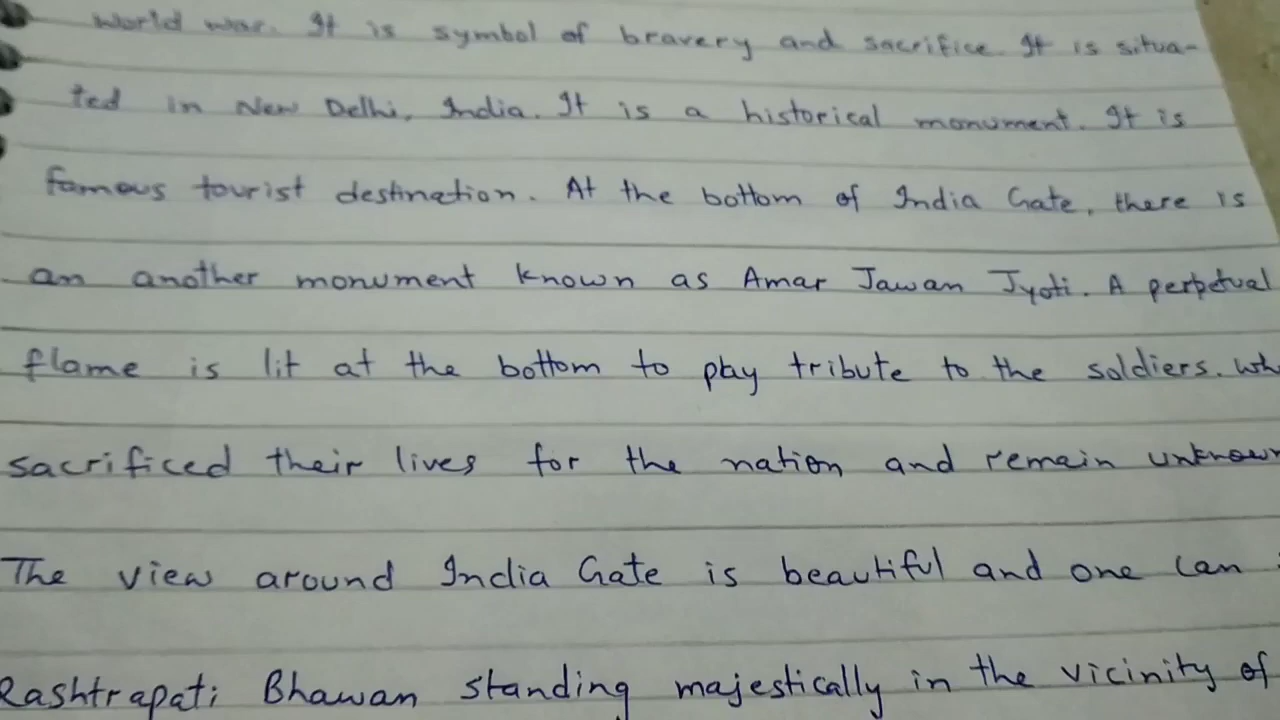 world war. It is symbol of bravery and sacrifice. It is situa-
ted in New Delhi, India. It is a historical monument. It is
famous tourist destination. At the bottom of India Gate, there is
an another monument known as Amar Jawan Jyoti. A perpetual
flame is lit at the bottom to play tribute to the soldiers. wh
sacrificed their lives for the nation and remain unknown
The view around India Gate is beautiful and one can
Rashtrapati Bhawan standing majestically in the vicinity of